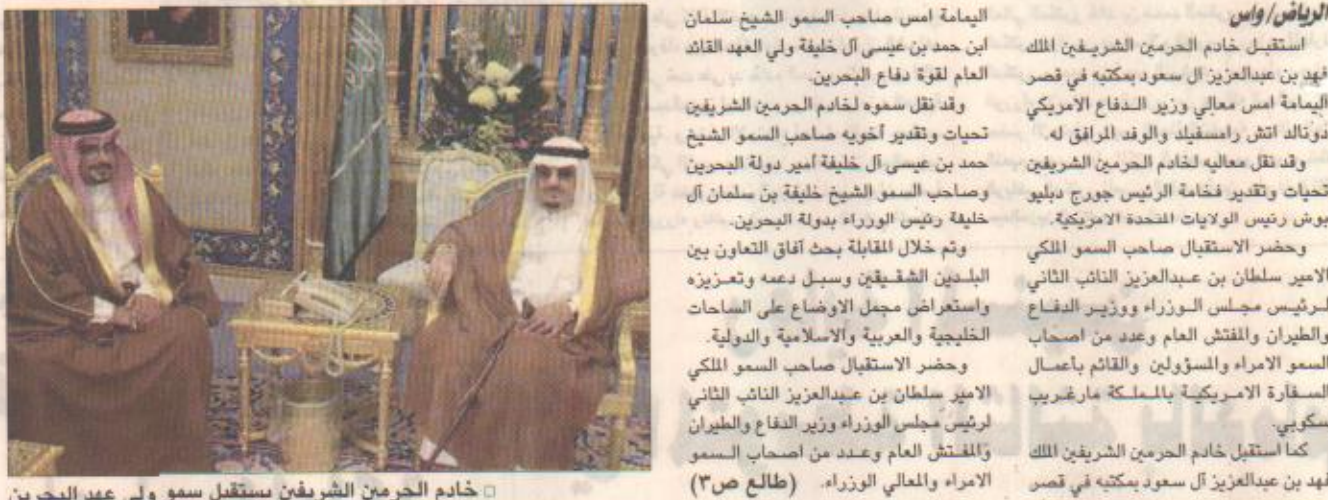 الرياض/واس
استقبل خادم الحرمين الشريفين الملك
فهد بن عبدالعزيز آل سعود بمكتبه في قصر
اليمامة امس معالي وزير الدفاع الامريكي
دونالد اتش رامسفيلد والوفد المرافق له.
وقد نقل معاليه لخادم الحرمين الشريفين
تحيات وتقدير فخامة الرئيس جورج دبليو
بوش رئيس الولايات المتحدة الامريكية.
وحضر الاستقبال صاحب السمو الملكي
الامير سلطان بن عبدالعزيز النائب الثاني
لرئيس مجلس الوزراء ووزير الدفاع
والطيران والمفتش العام وعدد من اصحاب
السمو الامراء والمسؤولين والقائم بأعمال
السفارة الامريكية بالمملكة مارغريب
سكوبي.
كما استقبل خادم الحرمين الشريفين الملك
فهد بن عبدالعزيز آل سعود بمكتبه في قصر
اليمامة امس صاحب السمو الشيخ سلمان
ابن حمد بن عيسى آل خليفة ولي العهد القائد
العام لقوة دفاع البحرين.
وقد نقل سموه لخادم الحرمين الشريفين
تحيات وتقدير أخويه صاحب السمو الشيخ
حمد بن عيسى آل خليفة أمير دولة البحرين
وصاحب السمو الشيخ خليفة بن سلمان آل
خليفة رئيس الوزراء بدولة البحرين.
وتم خلال المقابلة بحث آفاق التعاون بين
البلدين الشقيقين وسبل دعمه وتعزيزه
واستعراض مجمل الاوضاع على الساحات
الخليجية والعربية والاسلامية والدولية.
وحضر الاستقبال صاحب السمو الملكي
الامير سلطان بن عبدالعزيز النائب الثاني
لرئيس مجلس الوزراء وزير الدفاع والطيران
والمفتش العام وعدد من اصحاب السمو
الامراء والمعالي الوزراء. (طالع ص٣)
خادم الحرمين الشريفين يستقبل سمو ولي عهد البحرين